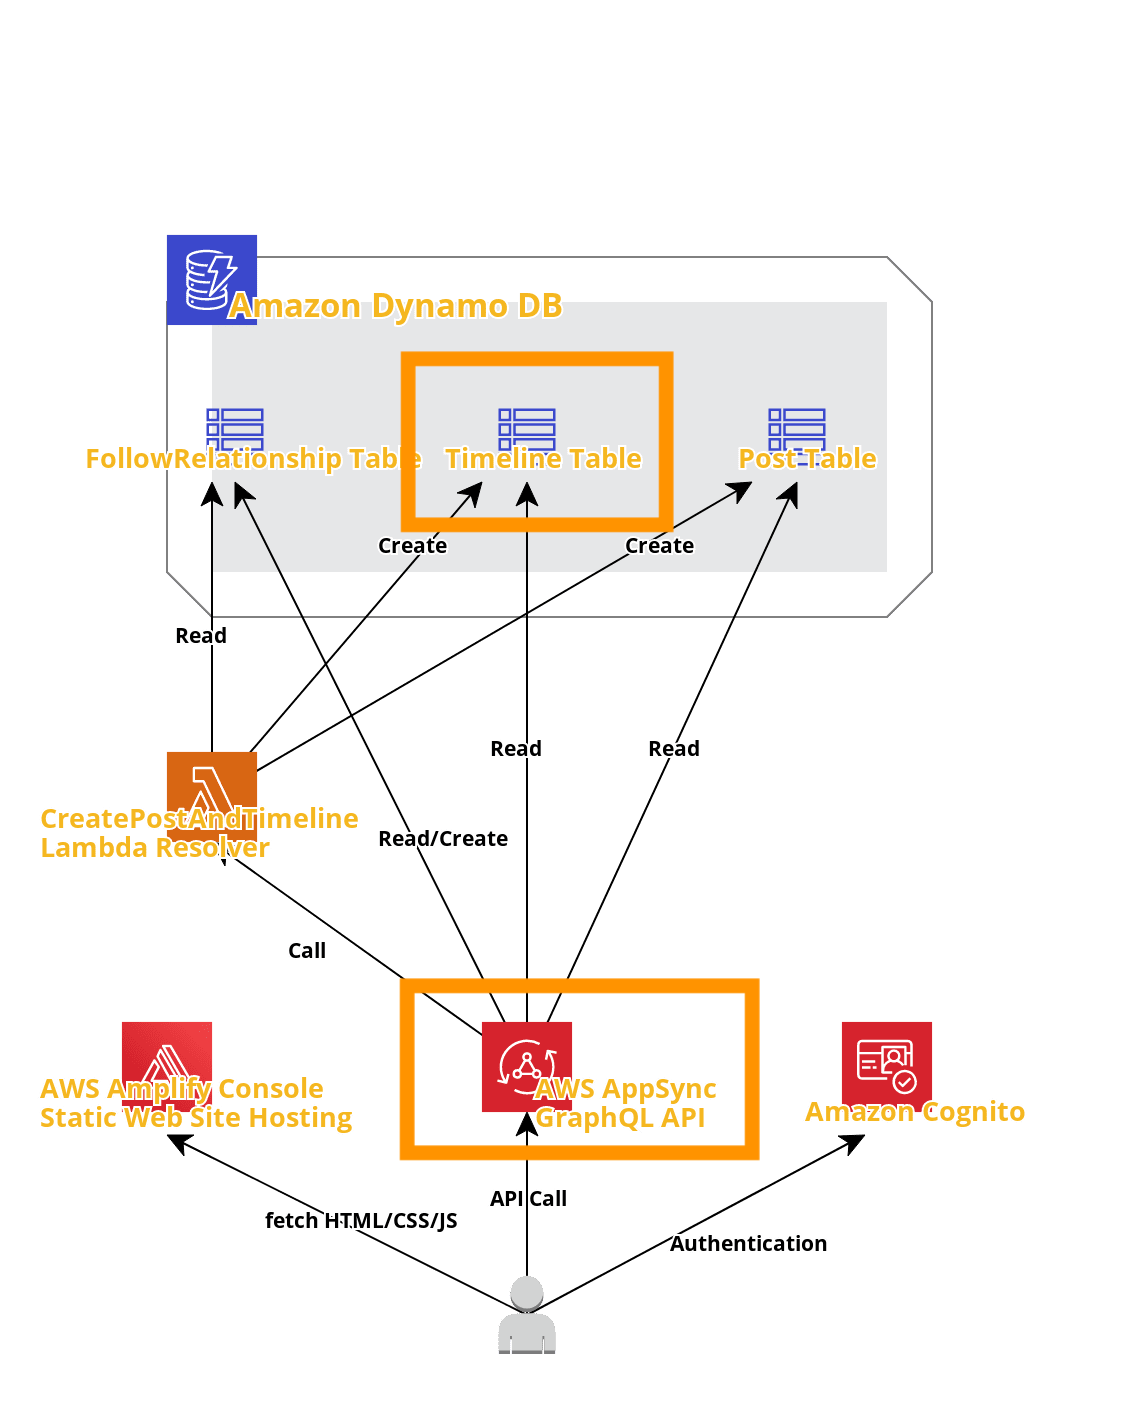 Amazon Dynamo DB
FollowRelationship Table
Timeline Table
Post Table
Create
Create
Read
Read
Read
CreatePostAndTimeline
Lambda Resolver
Read/Create
Call
AWS Amplify Console
Static Web Site Hosting
AWS AppSync
GraphQL API
Amazon Cognito
API Call
fetch HTML/CSS/JS
Authentication